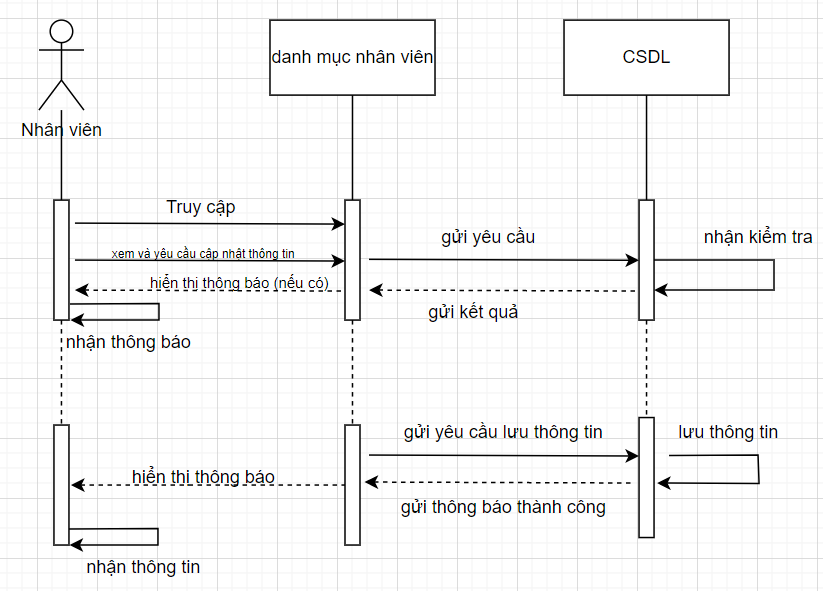 danh mục nhân viên
CSDL
Nhân viên
Truy cập
gửi yêu cầu
nhận kiểm tra
xem và yêu cầu cập nhật thông tin
hiển thi thông báo (nếu có)
gửi kết quả
nhận thông báo
gửi yêu cầu lưu thông tin
lưu thông tin
hiển thi thông báo
gửi thông báo thành công
nhận thông tin